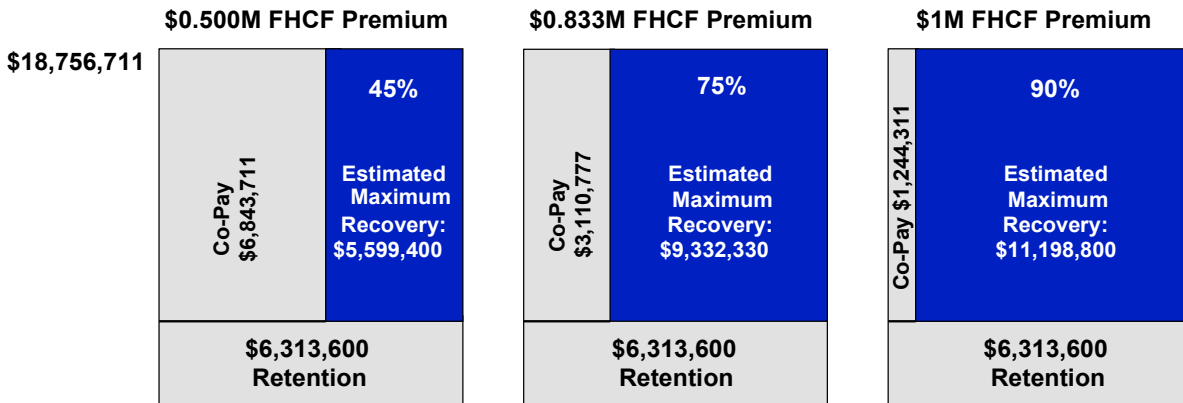 $0.500M FHCF Premium
$0.833M FHCF Premium
$1M FHCF Premium
$18,756,711
Co-Pay
$6,843,711
45%
Estimated
Maximum
Recovery:
$5,599,400
$6,313,600
Retention
Co-Pay
$3,110,777
75%
Estimated
Maximum
Recovery:
$9,332,330
$6,313,600
Retention
Co-Pay $1,244,311
90%
Estimated
Maximum
Recovery:
$11,198,800
$6,313,600
Retention